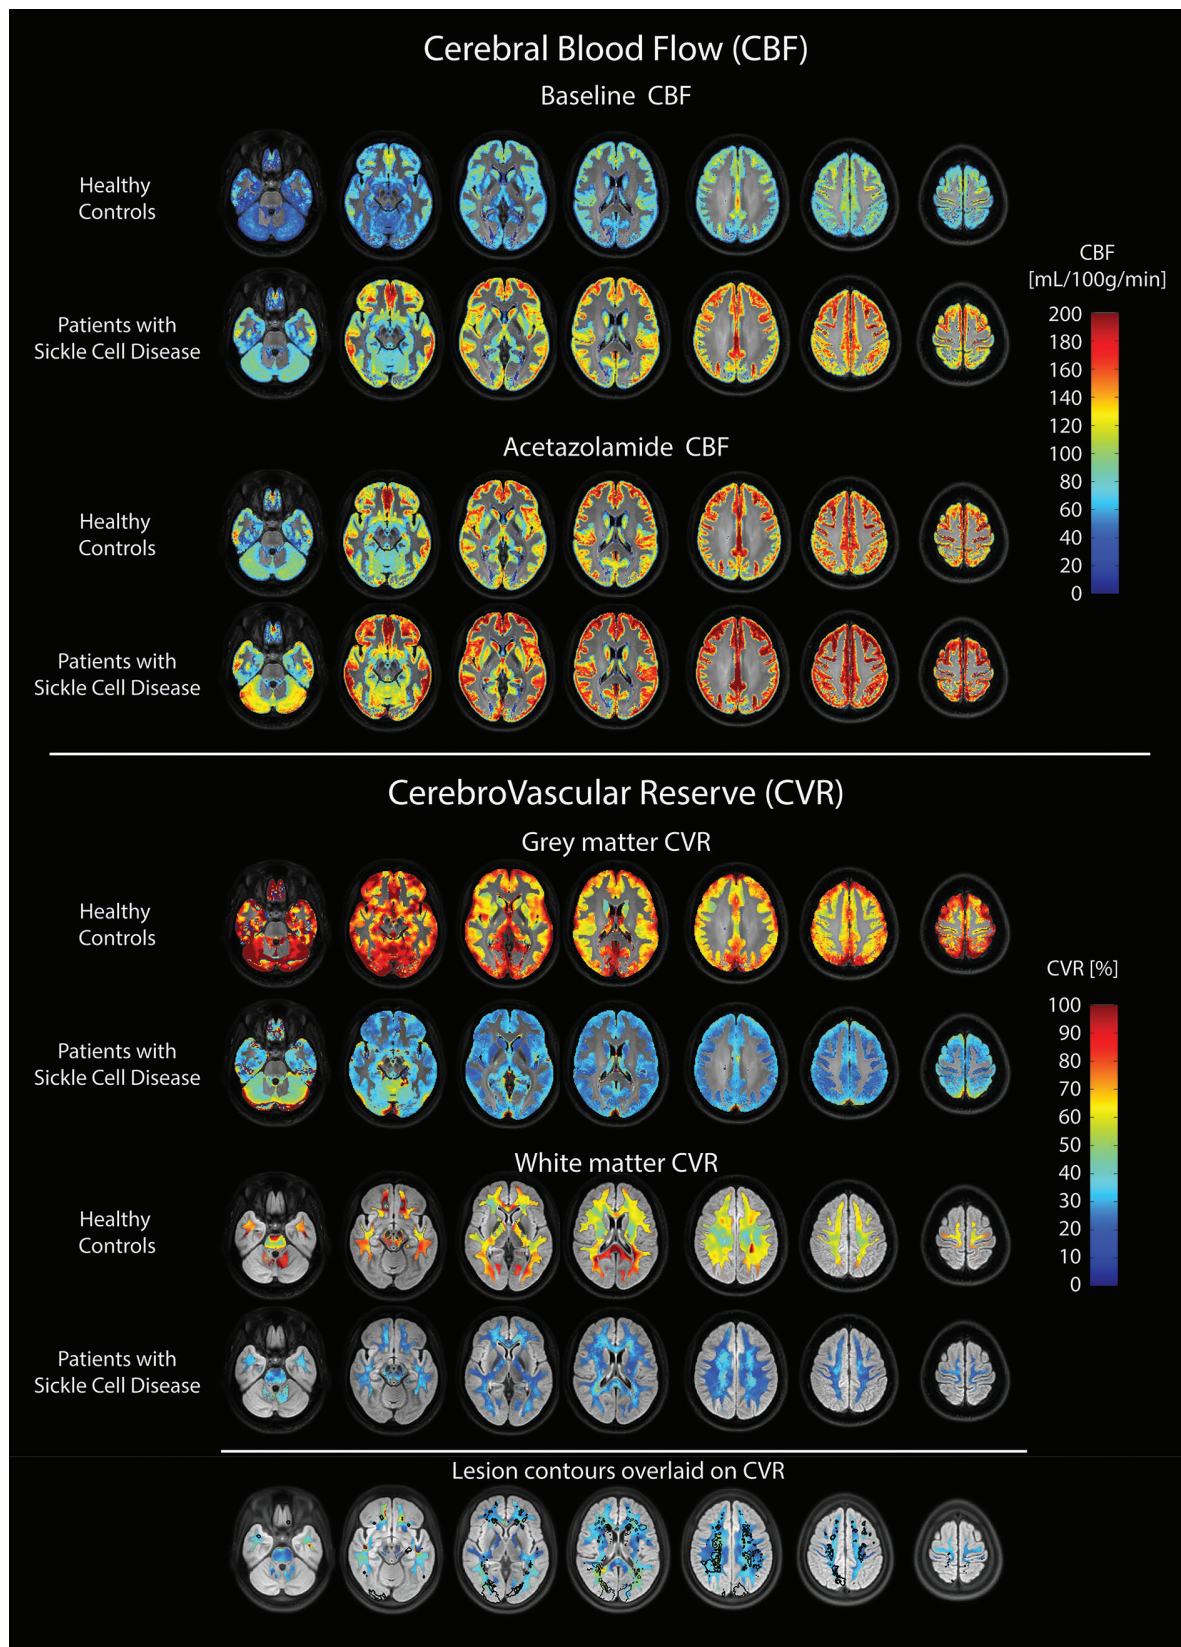 Cerebral Blood Flow (CBF)
Baseline CBF
Healthy
Controls
Patients with
Sickle Cell Disease
CBF
[mL/100g/min]
200
180
160
140
120
100
80
60
40
20
0
Acetazolamide CBF
Healthy
Controls
Patients with
Sickle Cell Disease
CerebroVascular Reserve (CVR)
Grey matter CVR
Healthy
Controls
Patients with
Sickle Cell Disease
CVR [%]
100
90
80
70
60
50
40
30
20
10
0
White matter CVR
Healthy
Controls
Patients with
Sickle Cell Disease
Lesion contours overlaid on CVR